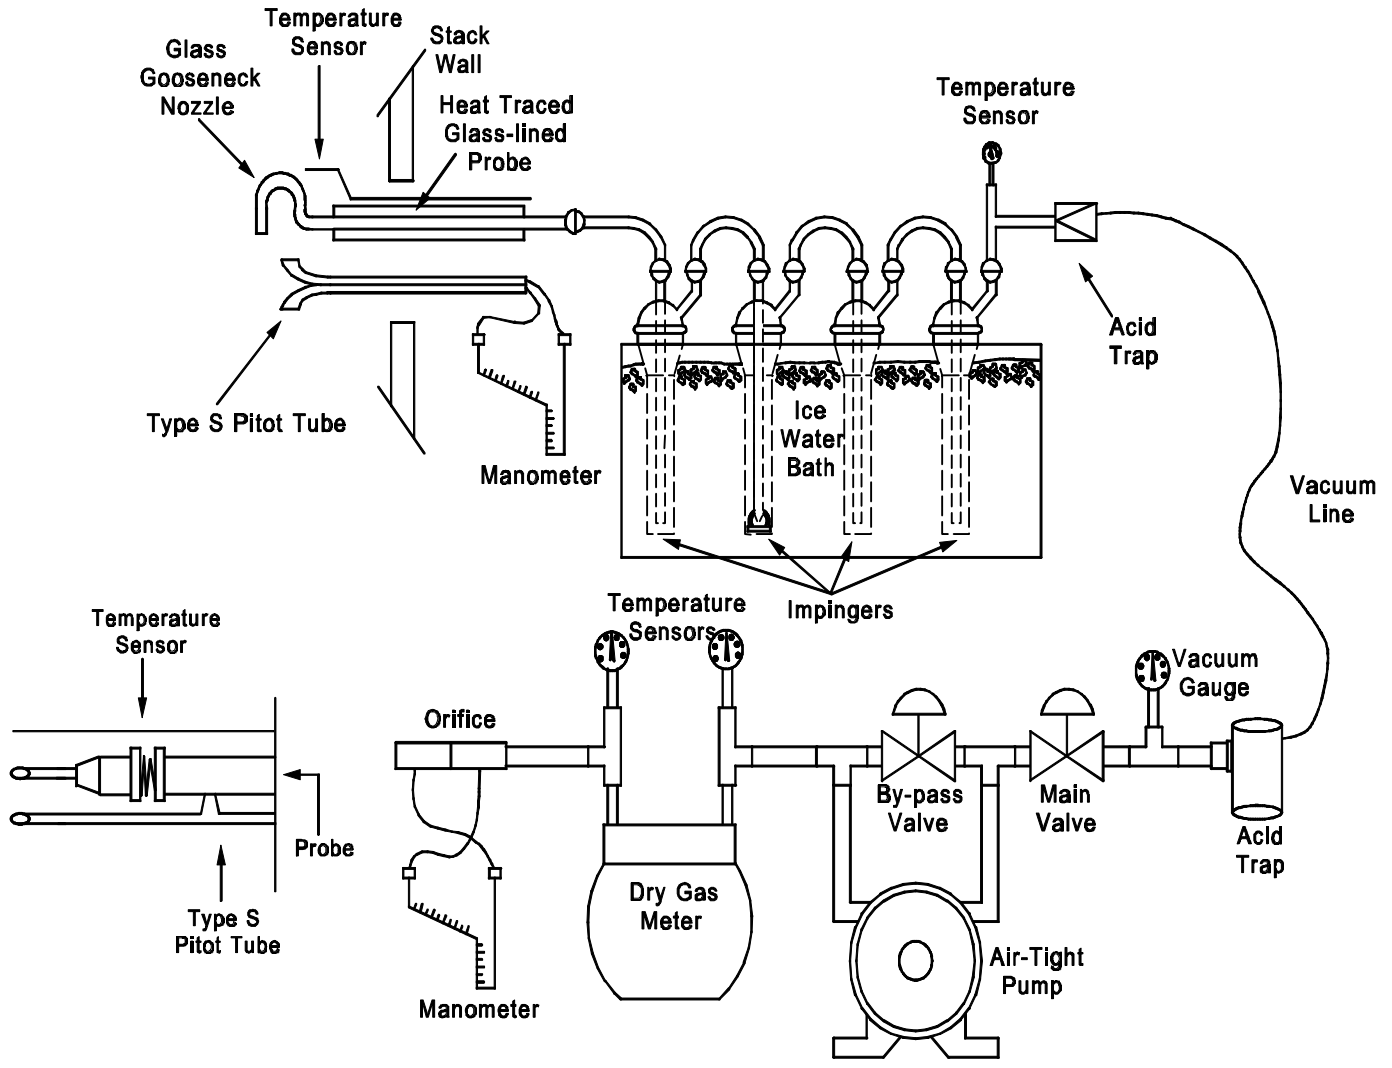 Temperature
Sensor
Glass
Gooseneck
Nozzle
Stack
Wall
Heat Traced
Glass-lined
Probe
Temperature
Sensor
Acid
Trap
Type S Pitot Tube
Manometer
Ice
Water
Bath
Vacuum
Line
Impingers
Temperature
Sensors
Temperature
Sensor
Vacuum
Gauge
Orifice
By-pass
Valve
Main
Valve
Acid
Trap
Probe
Dry Gas
Meter
Type S
Pitot Tube
Air-Tight
Pump
Manometer